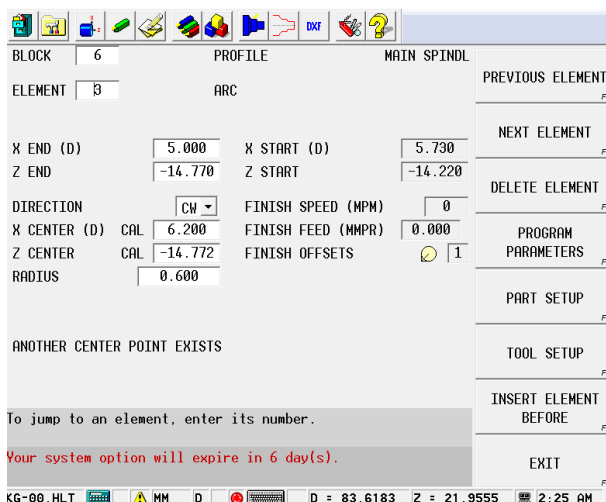 DXF
BLOCK 6 PROFILE MAIN SPINDL
ELEMENT 3 ARC
X END (D) 5.000 X START (D) 5.730
Z END -14.770 Z START -14.220
DIRECTION CW FINISH SPEED (MPM) 0
X CENTER (D) CAL 6.200 FINISH FEED (MMPR) 0.000
Z CENTER CAL -14.772 FINISH OFFSETS 1
RADIUS 0.600
ANOTHER CENTER POINT EXISTS
To jump to an element, enter its number.
Your system option will expire in 6 day(s).
PREVIOUS ELEMENT
F
NEXT ELEMENT
F
DELETE ELEMENT
F
PROGRAM
PARAMETERS
F
PART SETUP
F
TOOL SETUP
F
INSERT ELEMENT
BEFORE
F
EXIT
F
KG-00.HLT MM D D = 83.6183 Z = 21.9555 2:25 AM